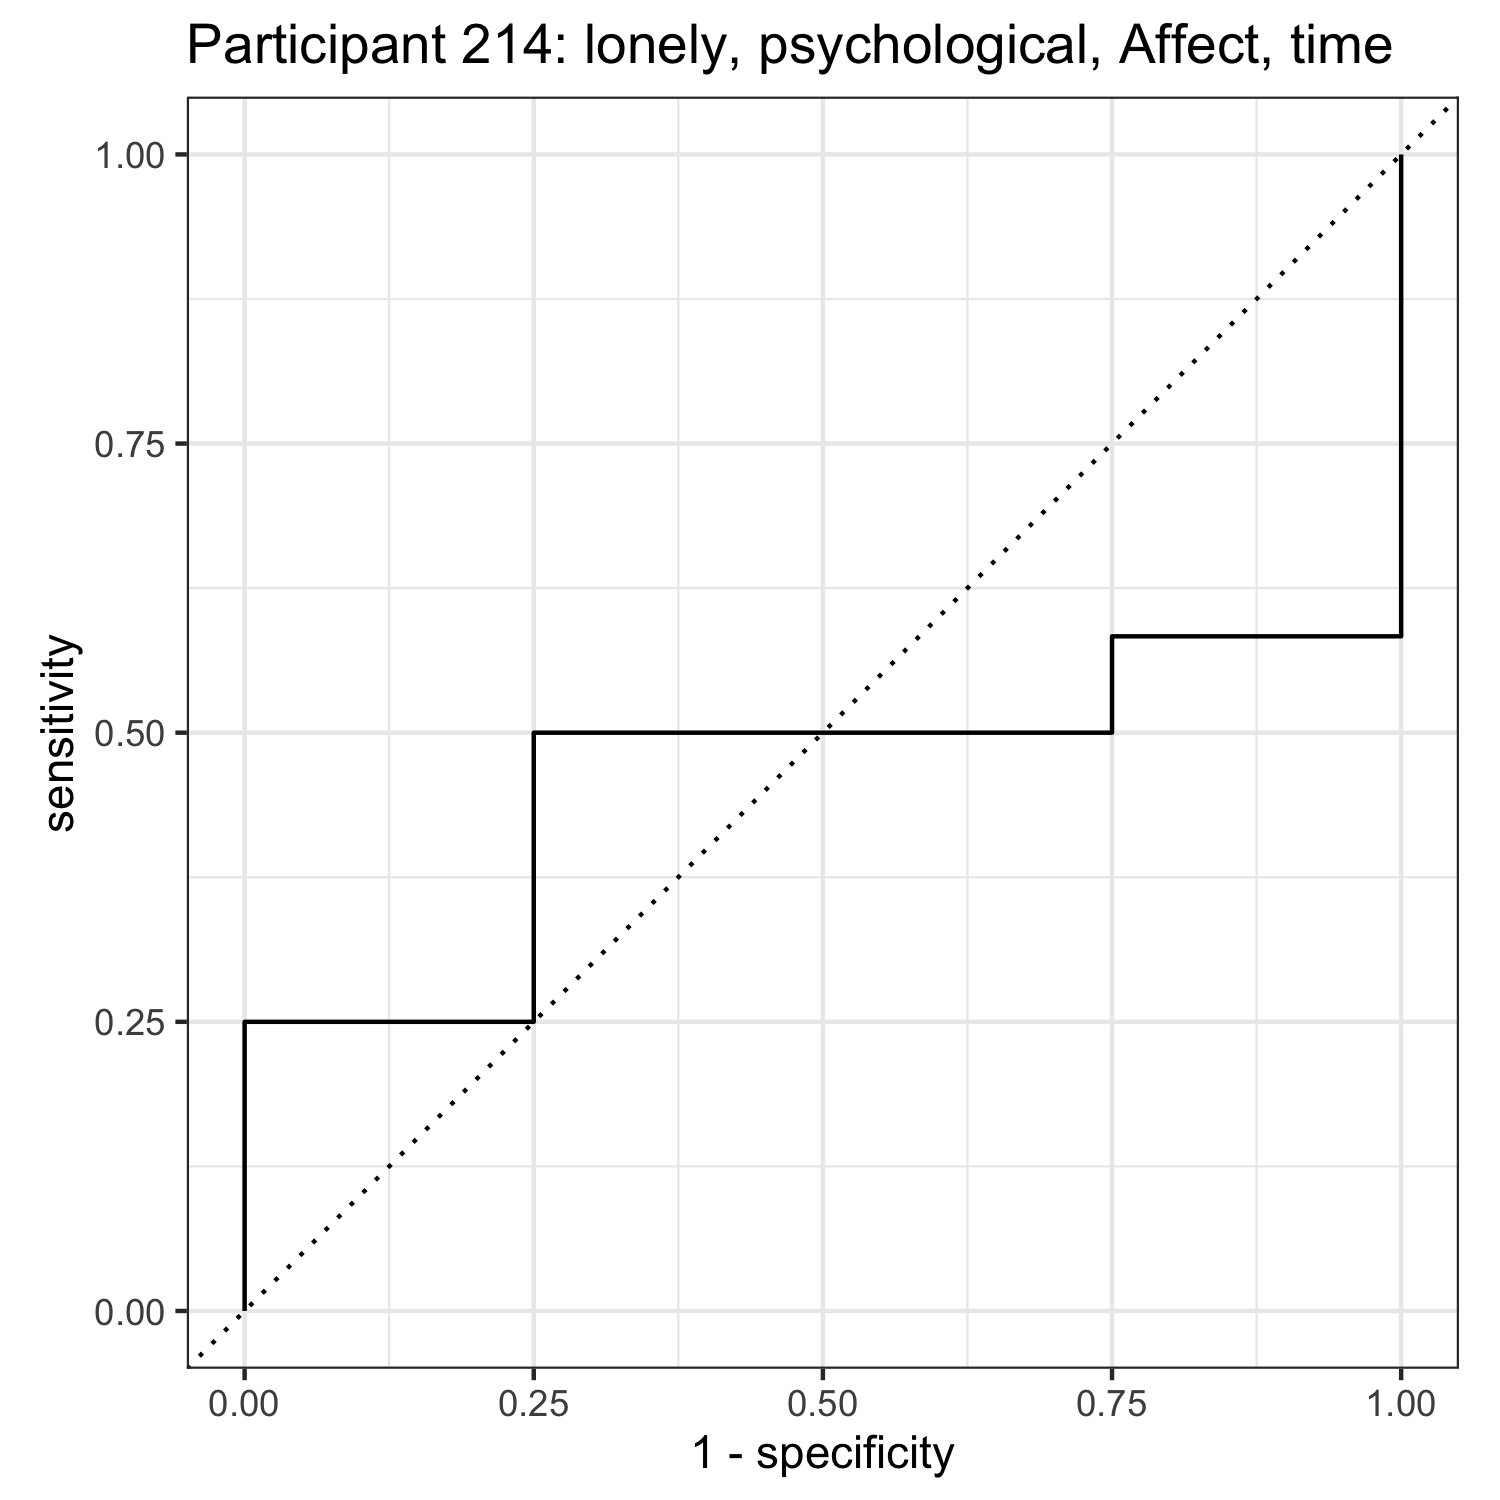 Participant 214: lonely, psychological, Affect, time
1.00
0.75
0.50
0.25
0.00
sensitivity
0.00 0.25 0.50 0.75 1.00
1 - specificity